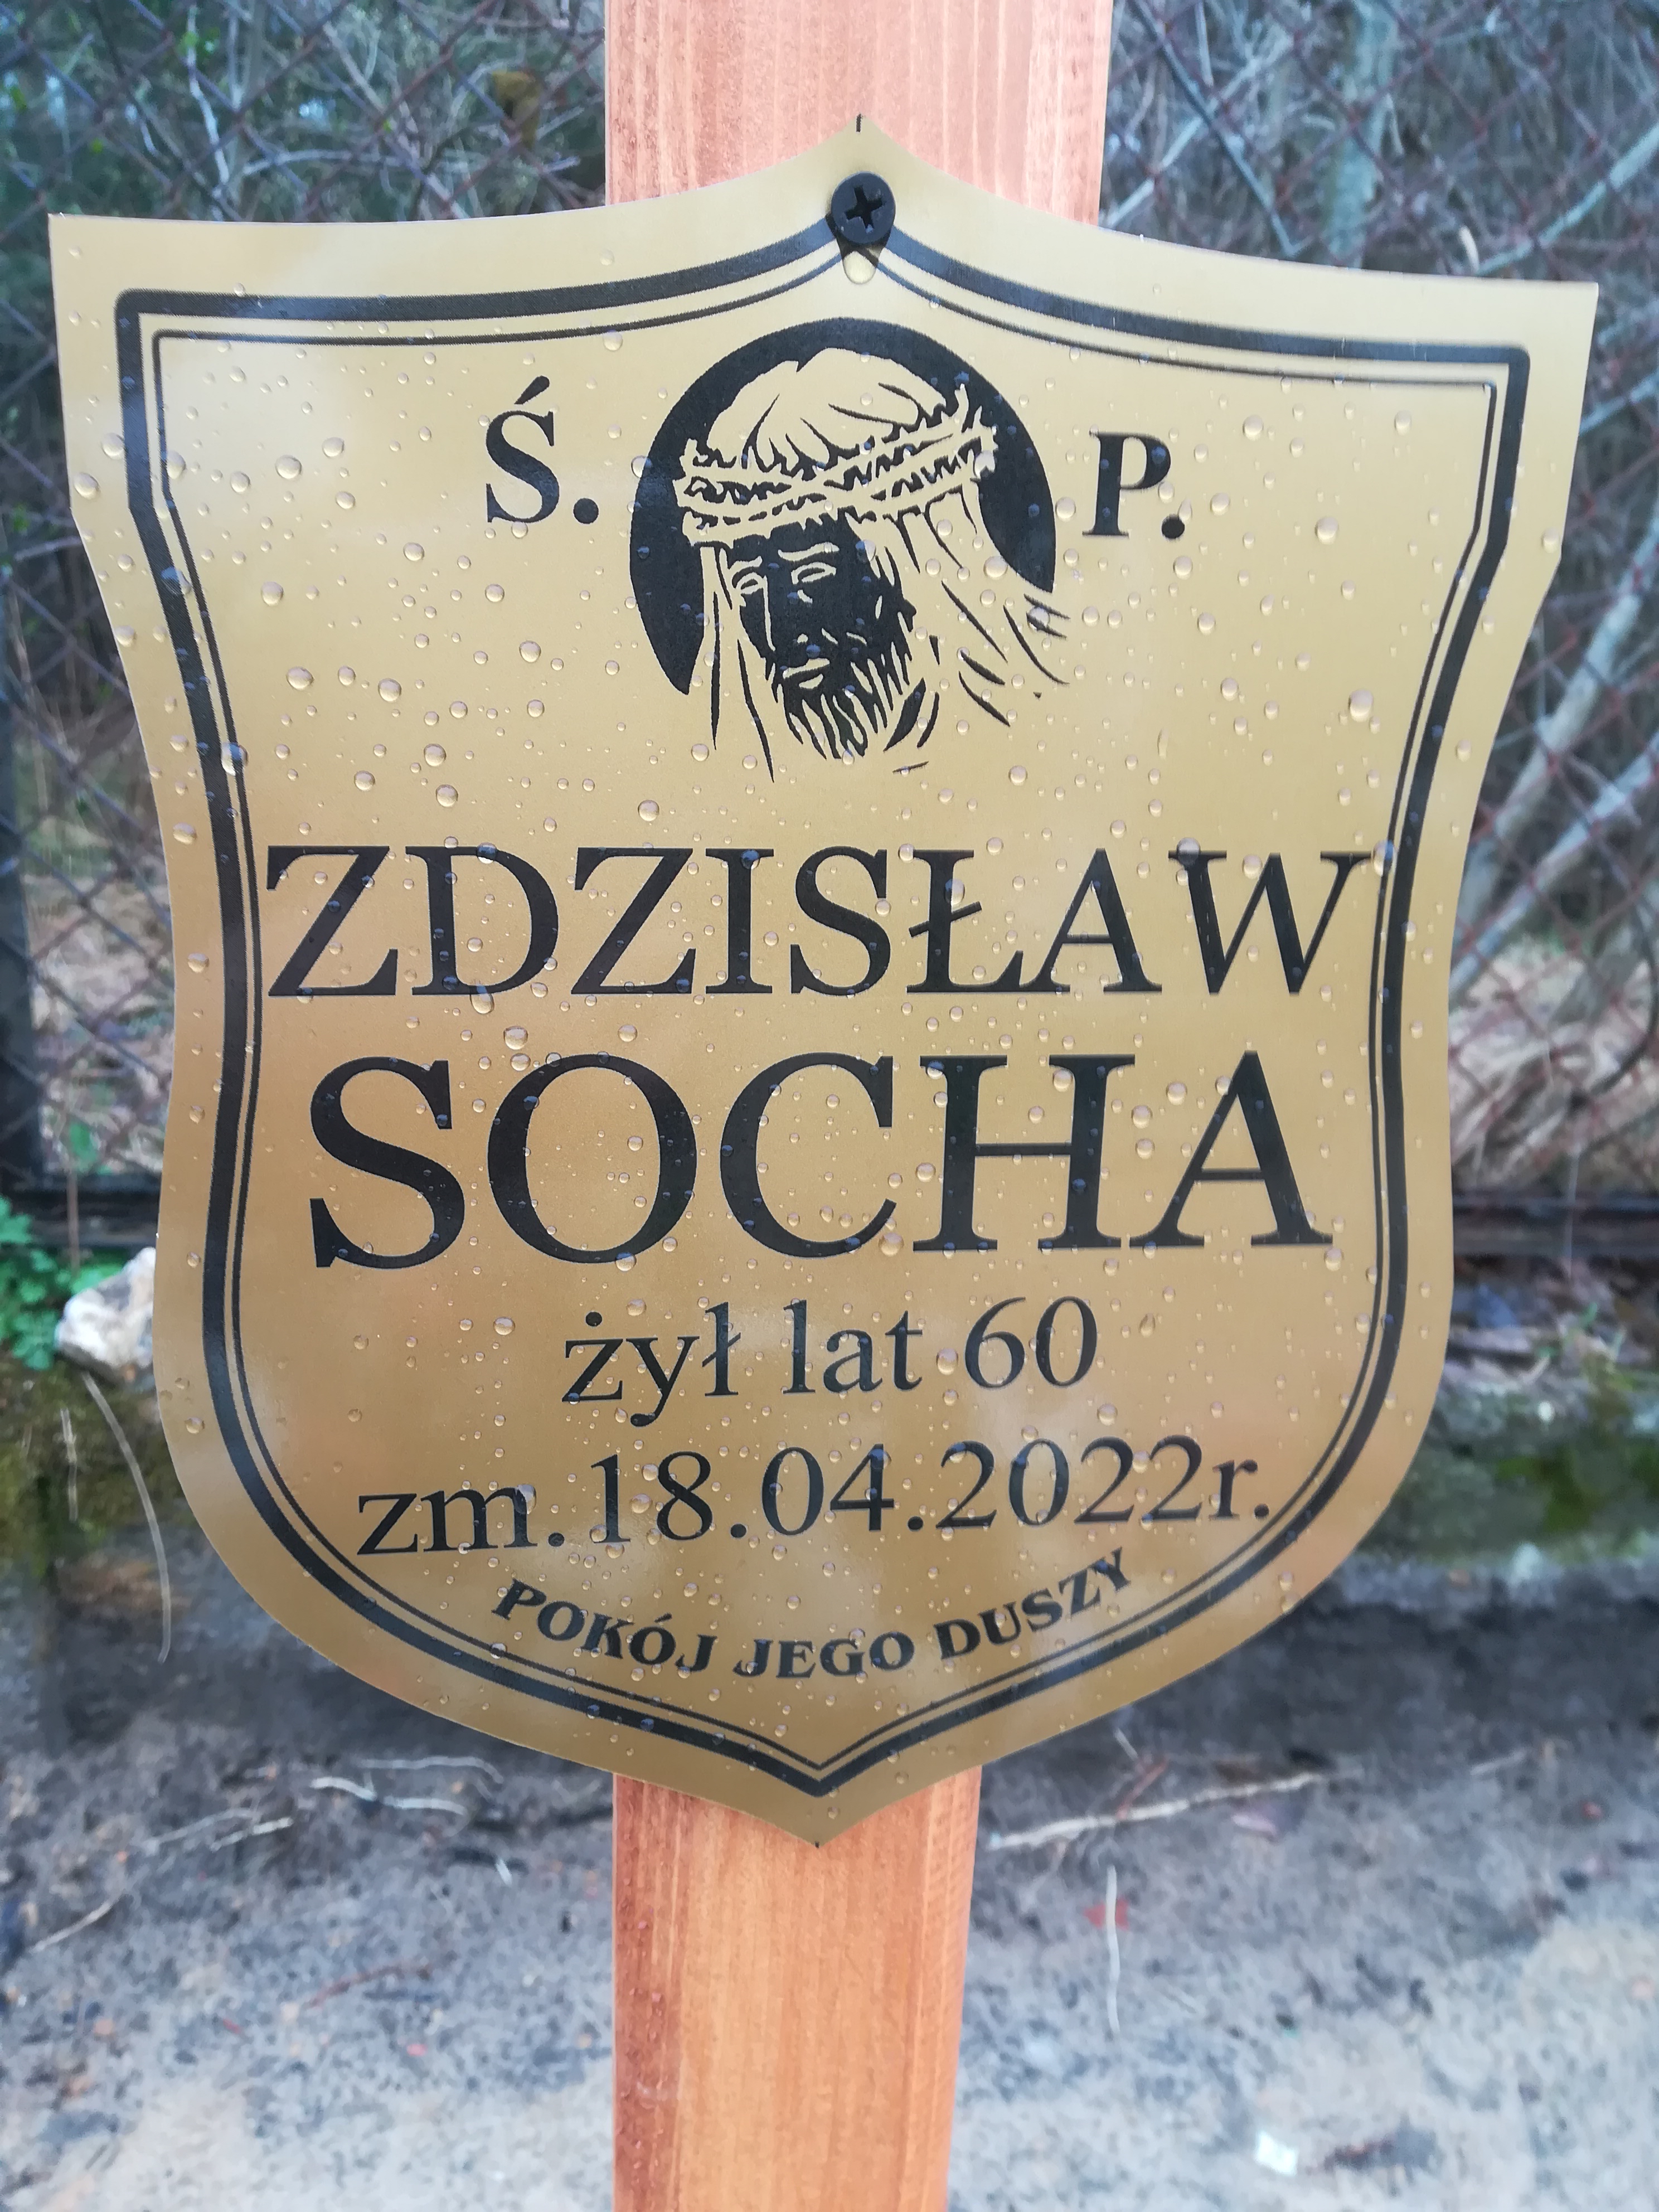 Ś. P.
ZDZISŁAW
SOCHA
żył lat 60
zm.18.04.2022r.
POKÓJ JEGO DUSZY